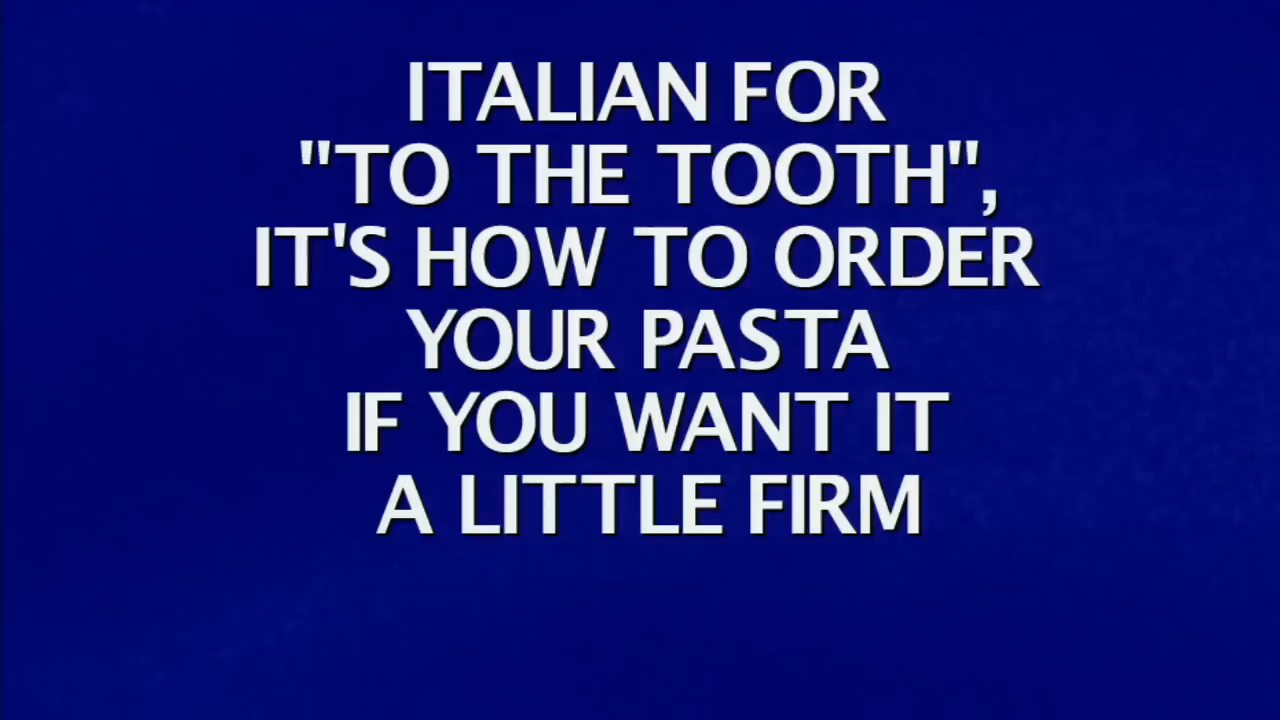 ITALIAN FOR
"TO THE TOOTH",
IT'S HOW TO ORDER
YOUR PASTA
IF YOU WANT IT
A LITTLE FIRM